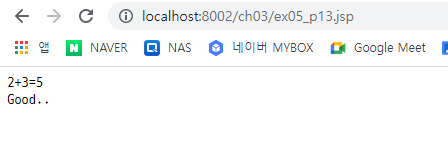 localhost:8002/ch03/ex05_p13.jsp
앱 NAVER NAS 네이버 MYBOX Google Meet
2+3=5
Good..